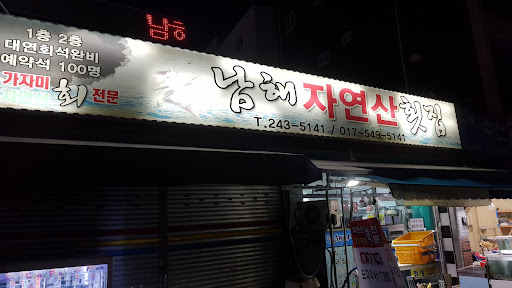 남ㅎ
1층 2층
대연회석완비
예약석 100명
가자미 회 전문
남해 자연산 횟집
T.243-5141 / 017-549-5141